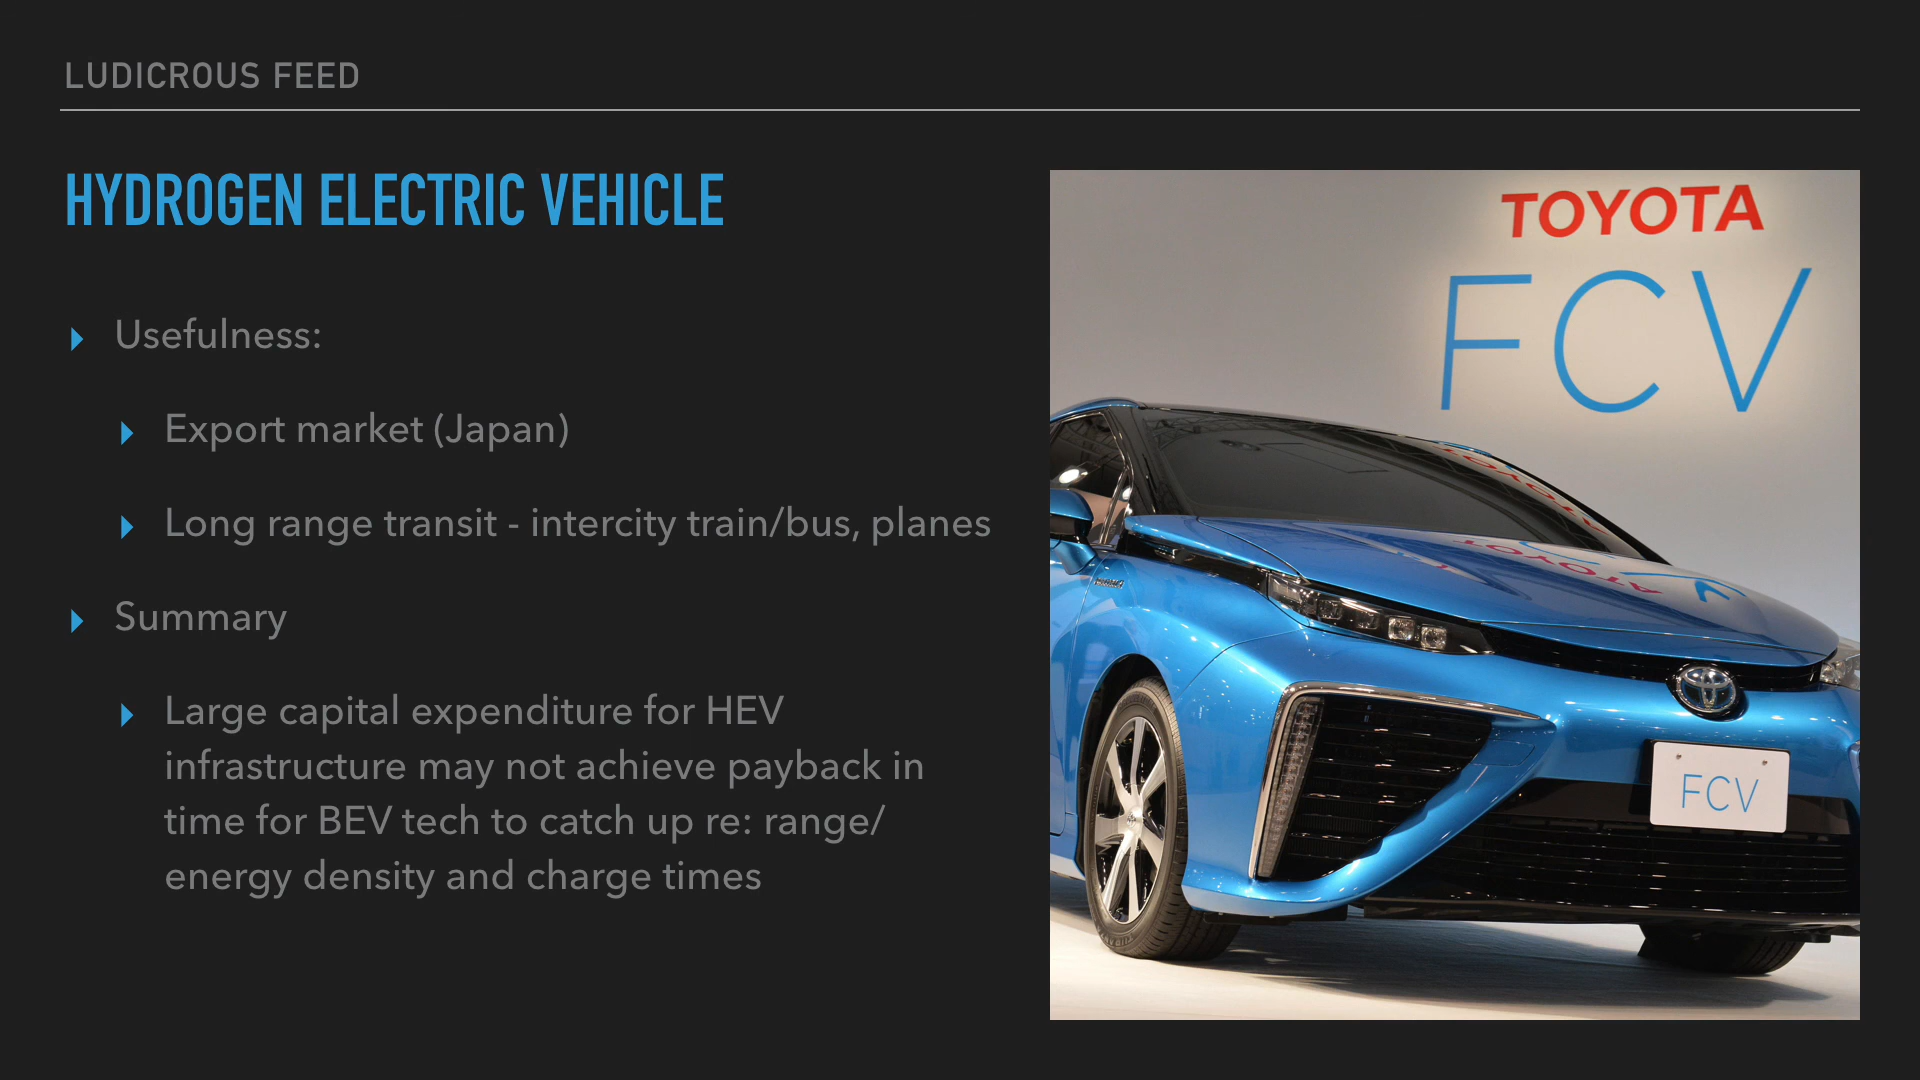 LUDICROUS FEED
HYDROGEN ELECTRIC VEHICLE
Usefulness:
Export market (Japan)
Long range transit - intercity train/bus, planes
Summary
Large capital expenditure for HEV
infrastructure may not achieve payback in
time for BEV tech to catch up re: range/
energy density and charge times
TOYOTA
FCV
FCV